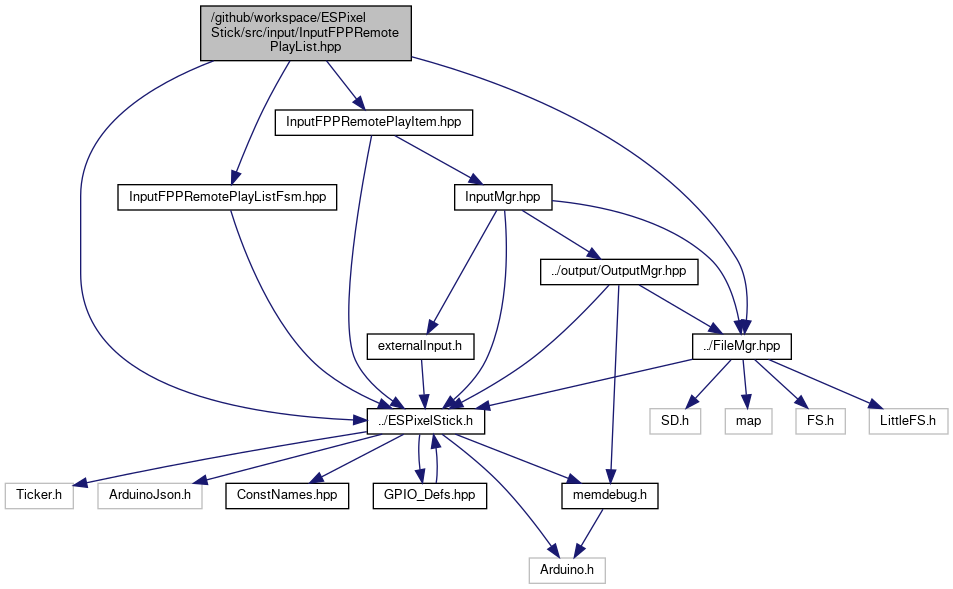 /github/workspace/ESPixel
Stick/src/input/InputFPPRemote
PlayList.hpp
InputFPPRemotePlayItem.hpp
InputFPPRemotePlayListFsm.hpp
InputMgr.hpp
../output/OutputMgr.hpp
externalInput.h
../FileMgr.hpp
../ESPixelStick.h
SD.h
map
FS.h
LittleFS.h
Ticker.h
ArduinoJson.h
ConstNames.hpp
GPIO_Defs.hpp
memdebug.h
Arduino.h